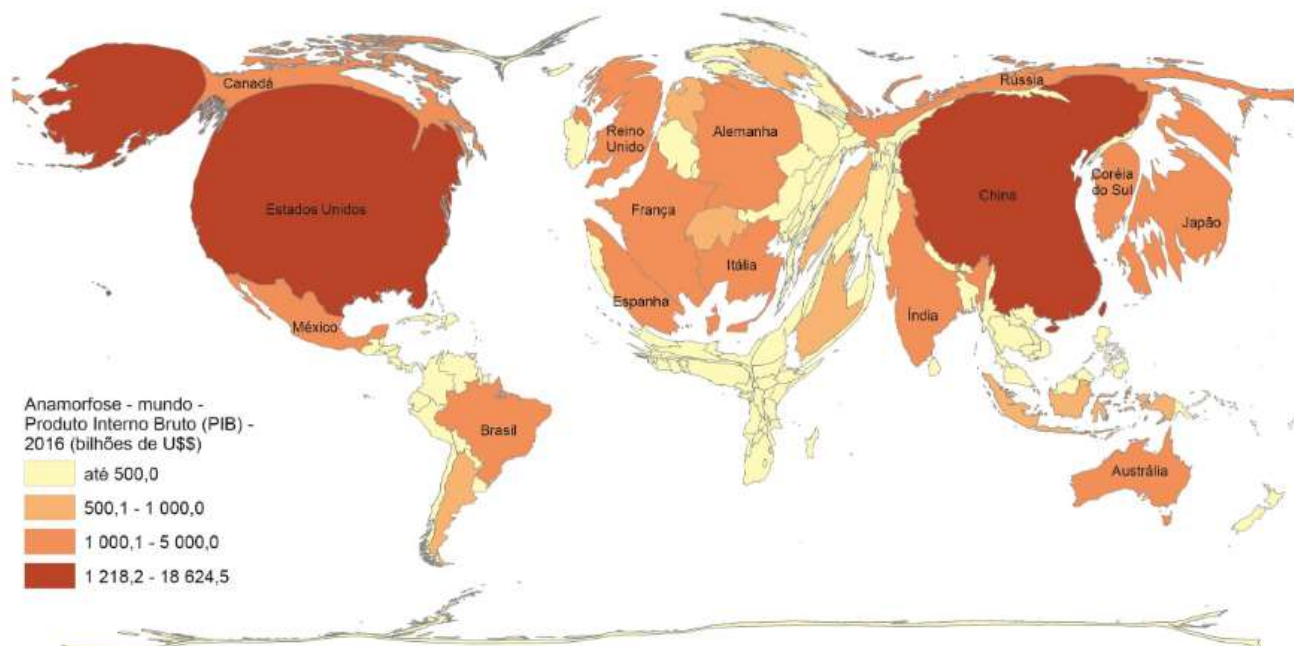 Canadá
Rússia
Reino
Unido
Alemanha
Estados Unidos
França
China
Coréia
do Sul
Japão
Itália
Espanha
México
Índia
Brasil
Austrália
Anamorfose - mundo -
Produto Interno Bruto (PIB) -
2016 (bilhões de U$$)
até 500,0
500,1 - 1 000,0
1 000,1 - 5 000,0
1 218,2 - 18 624,5